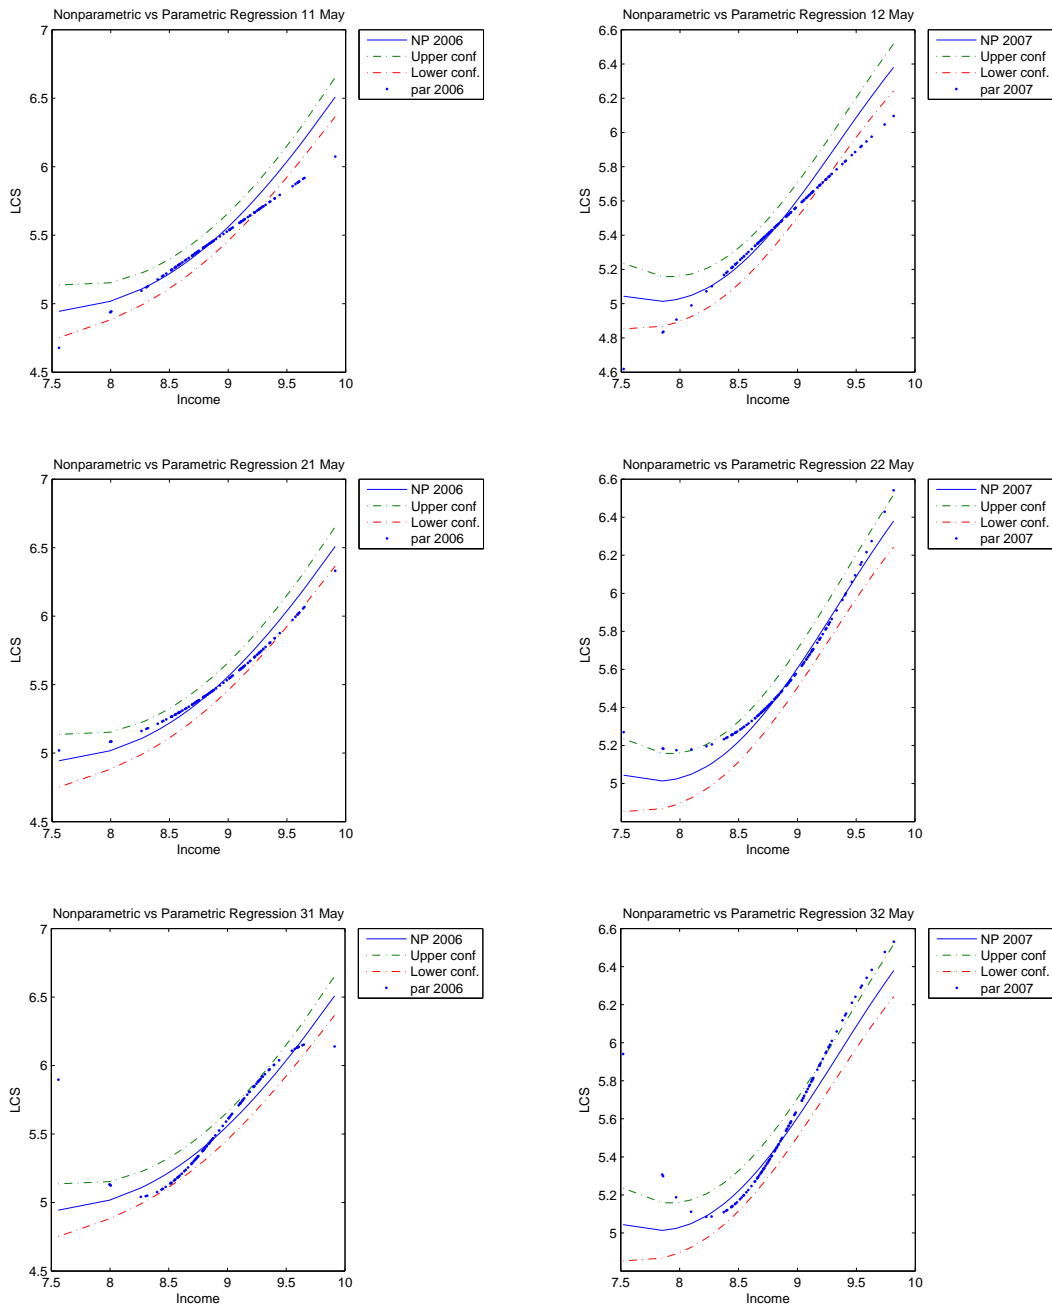 Nonparametric vs Parametric Regression 11 May
7
6.5
6
5.5
5
4.5
LCS
7.5 8 8.5 9 9.5 10
Income
NP 2006
Upper conf
Lower conf.
par 2006
Nonparametric vs Parametric Regression 12 May
6.6
6.4
6.2
6
5.8
5.6
5.4
5.2
5
4.8
4.6
LCS
7.5 8 8.5 9 9.5 10
Income
NP 2007
Upper conf
Lower conf.
par 2007
Nonparametric vs Parametric Regression 21 May
7
6.5
6
5.5
5
4.5
LCS
7.5 8 8.5 9 9.5 10
Income
NP 2006
Upper conf
Lower conf.
par 2006
Nonparametric vs Parametric Regression 22 May
6.6
6.4
6.2
6
5.8
5.6
5.4
5.2
5
LCS
7.5 8 8.5 9 9.5 10
Income
NP 2007
Upper conf
Lower conf.
par 2007
Nonparametric vs Parametric Regression 31 May
7
6.5
6
5.5
5
4.5
LCS
7.5 8 8.5 9 9.5 10
Income
NP 2006
Upper conf
Lower conf.
par 2006
Nonparametric vs Parametric Regression 32 May
6.6
6.4
6.2
6
5.8
5.6
5.4
5.2
5
LCS
7.5 8 8.5 9 9.5 10
Income
NP 2007
Upper conf
Lower conf.
par 2007